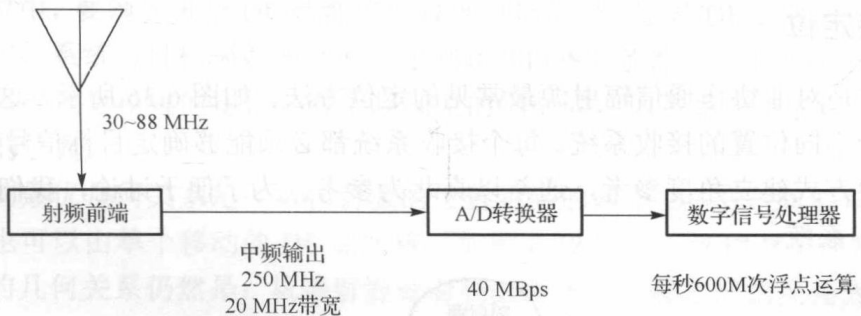 30~88 MHz
射频前端
A/D转换器
数字信号处理器
中频输出
250 MHz
20 MHz带宽
40 MBps
每秒600M次浮点运算